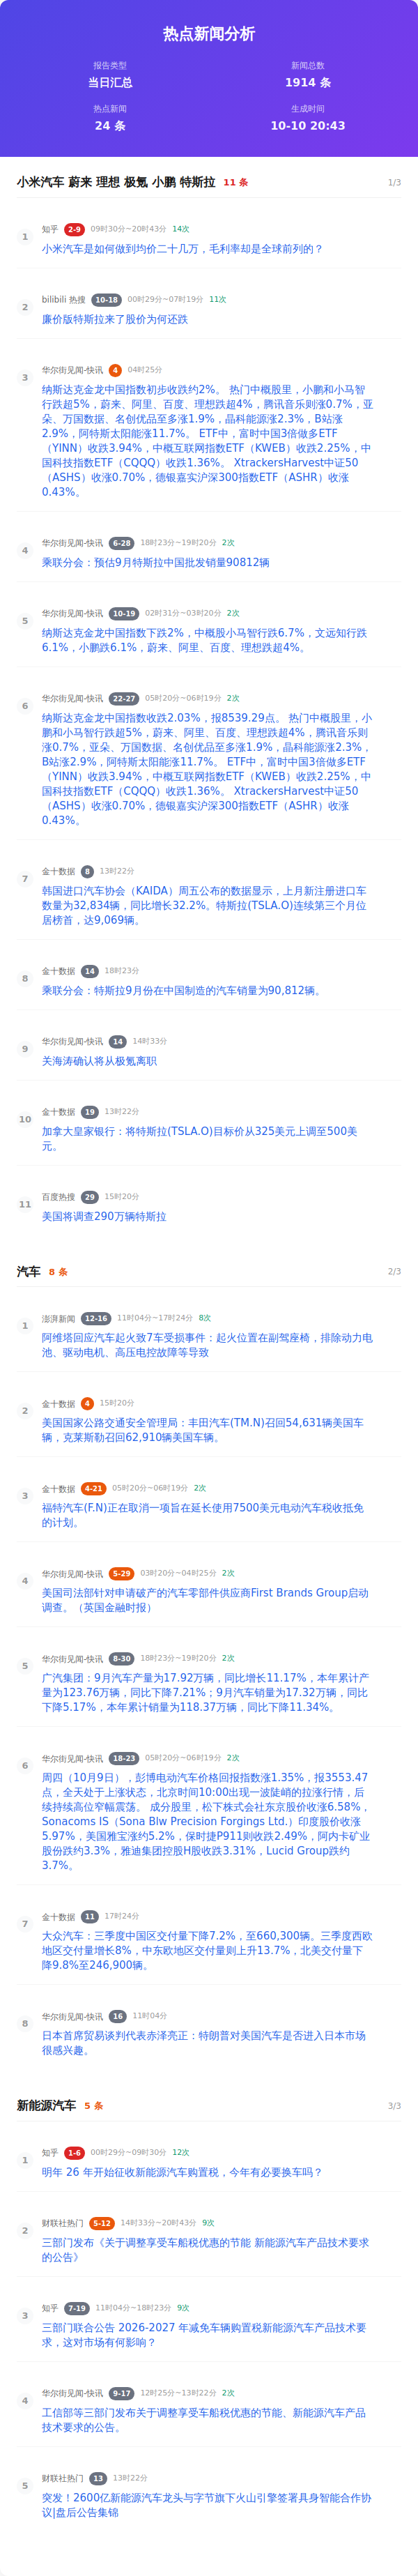 热点新闻分析
报告类型
新闻总数
当日汇总
1914 条
热点新闻
生成时间
24 条
10-10 20:43
小米汽车 蔚来 理想 极氪 小鹏 特斯拉 11 条 1/3
1
知乎 2-9 09时30分~20时43分 14次
小米汽车是如何做到均价二十几万，毛利率却是全球前列的？
2
bilibili 热搜 10-18 00时29分~07时19分 11次
廉价版特斯拉来了股价为何还跌
3
华尔街见闻-快讯 4 04时25分
纳斯达克金龙中国指数初步收跌约2%。 热门中概股里，小鹏和小马智
行跌超5%，蔚来、阿里、百度、理想跌超4%，腾讯音乐则涨0.7%，亚
朵、万国数据、名创优品至多涨1.9%，晶科能源涨2.3%，B站涨
2.9%，阿特斯太阳能涨11.7%。 ETF中，富时中国3倍做多ETF
（YINN）收跌3.94%，中概互联网指数ETF（KWEB）收跌2.25%，中
国科技指数ETF（CQQQ）收跌1.36%。 XtrackersHarvest中证50
（ASHS）收涨0.70%，德银嘉实沪深300指数ETF（ASHR）收涨
0.43%。
4
华尔街见闻-快讯 6-28 18时23分~19时20分 2次
乘联分会：预估9月特斯拉中国批发销量90812辆
5
华尔街见闻-快讯 10-19 02时31分~03时20分 2次
纳斯达克金龙中国指数下跌2%，中概股小马智行跌6.7%，文远知行跌
6.1%，小鹏跌6.1%，蔚来、阿里、百度、理想跌超4%。
6
华尔街见闻-快讯 22-27 05时20分~06时19分 2次
纳斯达克金龙中国指数收跌2.03%，报8539.29点。 热门中概股里，小
鹏和小马智行跌超5%，蔚来、阿里、百度、理想跌超4%，腾讯音乐则
涨0.7%，亚朵、万国数据、名创优品至多涨1.9%，晶科能源涨2.3%，
B站涨2.9%，阿特斯太阳能涨11.7%。 ETF中，富时中国3倍做多ETF
（YINN）收跌3.94%，中概互联网指数ETF（KWEB）收跌2.25%，中
国科技指数ETF（CQQQ）收跌1.36%。 XtrackersHarvest中证50
（ASHS）收涨0.70%，德银嘉实沪深300指数ETF（ASHR）收涨
0.43%。
7
金十数据 8 13时22分
韩国进口汽车协会（KAIDA）周五公布的数据显示，上月新注册进口车
数量为32,834辆，同比增长32.2%。特斯拉(TSLA.O)连续第三个月位
居榜首，达9,069辆。
8
金十数据 14 18时23分
乘联分会：特斯拉9月份在中国制造的汽车销量为90,812辆。
9
华尔街见闻-快讯 14 14时33分
关海涛确认将从极氪离职
10
金十数据 19 13时22分
加拿大皇家银行：将特斯拉(TSLA.O)目标价从325美元上调至500美
元。
11
百度热搜 29 15时20分
美国将调查290万辆特斯拉
汽车 8 条 2/3
1
澎湃新闻 12-16 11时04分~17时24分 8次
阿维塔回应汽车起火致7车受损事件：起火位置在副驾座椅，排除动力电
池、驱动电机、高压电控故障等导致
2
金十数据 4 15时20分
美国国家公路交通安全管理局：丰田汽车(TM.N)召回54,631辆美国车
辆，克莱斯勒召回62,910辆美国车辆。
3
金十数据 4-21 05时20分~06时19分 2次
福特汽车(F.N)正在取消一项旨在延长使用7500美元电动汽车税收抵免
的计划。
4
华尔街见闻-快讯 5-29 03时20分~04时25分 2次
美国司法部针对申请破产的汽车零部件供应商First Brands Group启动
调查。（英国金融时报）
5
华尔街见闻-快讯 8-30 18时23分~19时20分 2次
广汽集团：9月汽车产量为17.92万辆，同比增长11.17%，本年累计产
量为123.76万辆，同比下降7.21%；9月汽车销量为17.32万辆，同比
下降5.17%，本年累计销量为118.37万辆，同比下降11.34%。
6
华尔街见闻-快讯 18-23 05时20分~06时19分 2次
周四（10月9日），彭博电动汽车价格回报指数涨1.35%，报3553.47
点，全天处于上涨状态，北京时间10:00出现一波陡峭的拉涨行情，后
续持续高位窄幅震荡。 成分股里，松下株式会社东京股价收涨6.58%，
Sonacoms IS（Sona Blw Precision Forgings Ltd.）印度股价收涨
5.97%，美国雅宝涨约5.2%，保时捷P911则收跌2.49%，阿内卡矿业
股份跌约3.3%，雅迪集团控股H股收跌3.31%，Lucid Group跌约
3.7%。
7
金十数据 11 17时24分
大众汽车：三季度中国区交付量下降7.2%，至660,300辆。三季度西欧
地区交付量增长8%，中东欧地区交付量则上升13.7%，北美交付量下
降9.8%至246,900辆。
8
华尔街见闻-快讯 16 11时04分
日本首席贸易谈判代表赤泽亮正：特朗普对美国汽车是否进入日本市场
很感兴趣。
新能源汽车 5 条 3/3
1
知乎 1-6 00时29分~09时30分 12次
明年 26 年开始征收新能源汽车购置税，今年有必要换车吗？
2
财联社热门 5-12 14时33分~20时43分 9次
三部门发布《关于调整享受车船税优惠的节能 新能源汽车产品技术要求
的公告》
3
知乎 7-19 11时04分~18时23分 9次
三部门联合公告 2026-2027 年减免车辆购置税新能源汽车产品技术要
求，这对市场有何影响？
4
华尔街见闻-快讯 9-17 12时25分~13时22分 2次
工信部等三部门发布关于调整享受车船税优惠的节能、新能源汽车产品
技术要求的公告。
5
财联社热门 13 13时22分
突发！2600亿新能源汽车龙头与字节旗下火山引擎签署具身智能合作协
议|盘后公告集锦